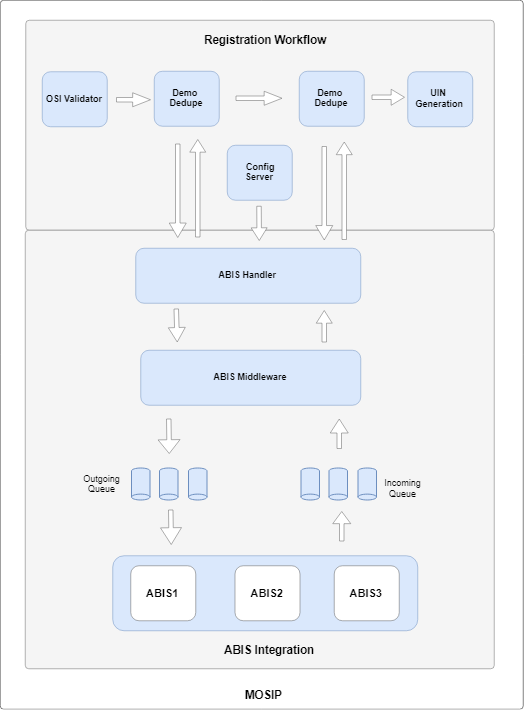 Registration Workflow
OSI Validator
Demo
Dedupe
Demo
Dedupe
UIN
Generation
Config
Server
ABIS Handler
ABIS Middleware
Outgoing
Queue
Incoming
Queue
ABIS1
ABIS2
ABIS3
ABIS Integration
MOSIP